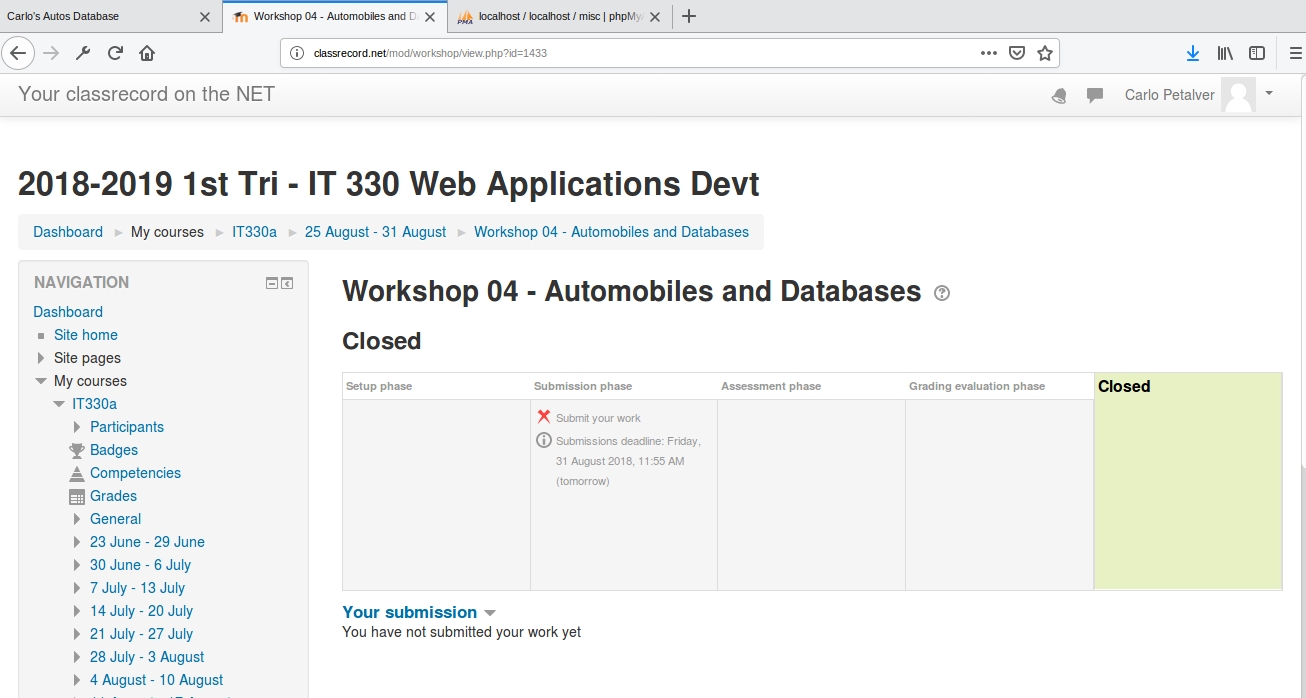 Carlo's Autos Database
Workshop 04 - Automobiles and D
localhost / localhost / misc | phpMy
classrecord.net/mod/workshop/view.php?id=1433
Your classrecord on the NET
Carlo Petalver
2018-2019 1st Tri - IT 330 Web Applications Devt
Dashboard My courses IT330a 25 August - 31 August Workshop 04 - Automobiles and Databases
NAVIGATION
Dashboard
Site home
Site pages
My courses
IT330a
Participants
Badges
Competencies
Grades
General
23 June - 29 June
30 June - 6 July
7 July - 13 July
14 July - 20 July
21 July - 27 July
28 July - 3 August
4 August - 10 August
Workshop 04 - Automobiles and Databases
Closed
Setup phase
Submission phase
Submit your work
Submissions deadline: Friday,
31 August 2018, 11:55 AM
(tomorrow)
Assessment phase
Grading evaluation phase
Closed
Your submission
You have not submitted your work yet